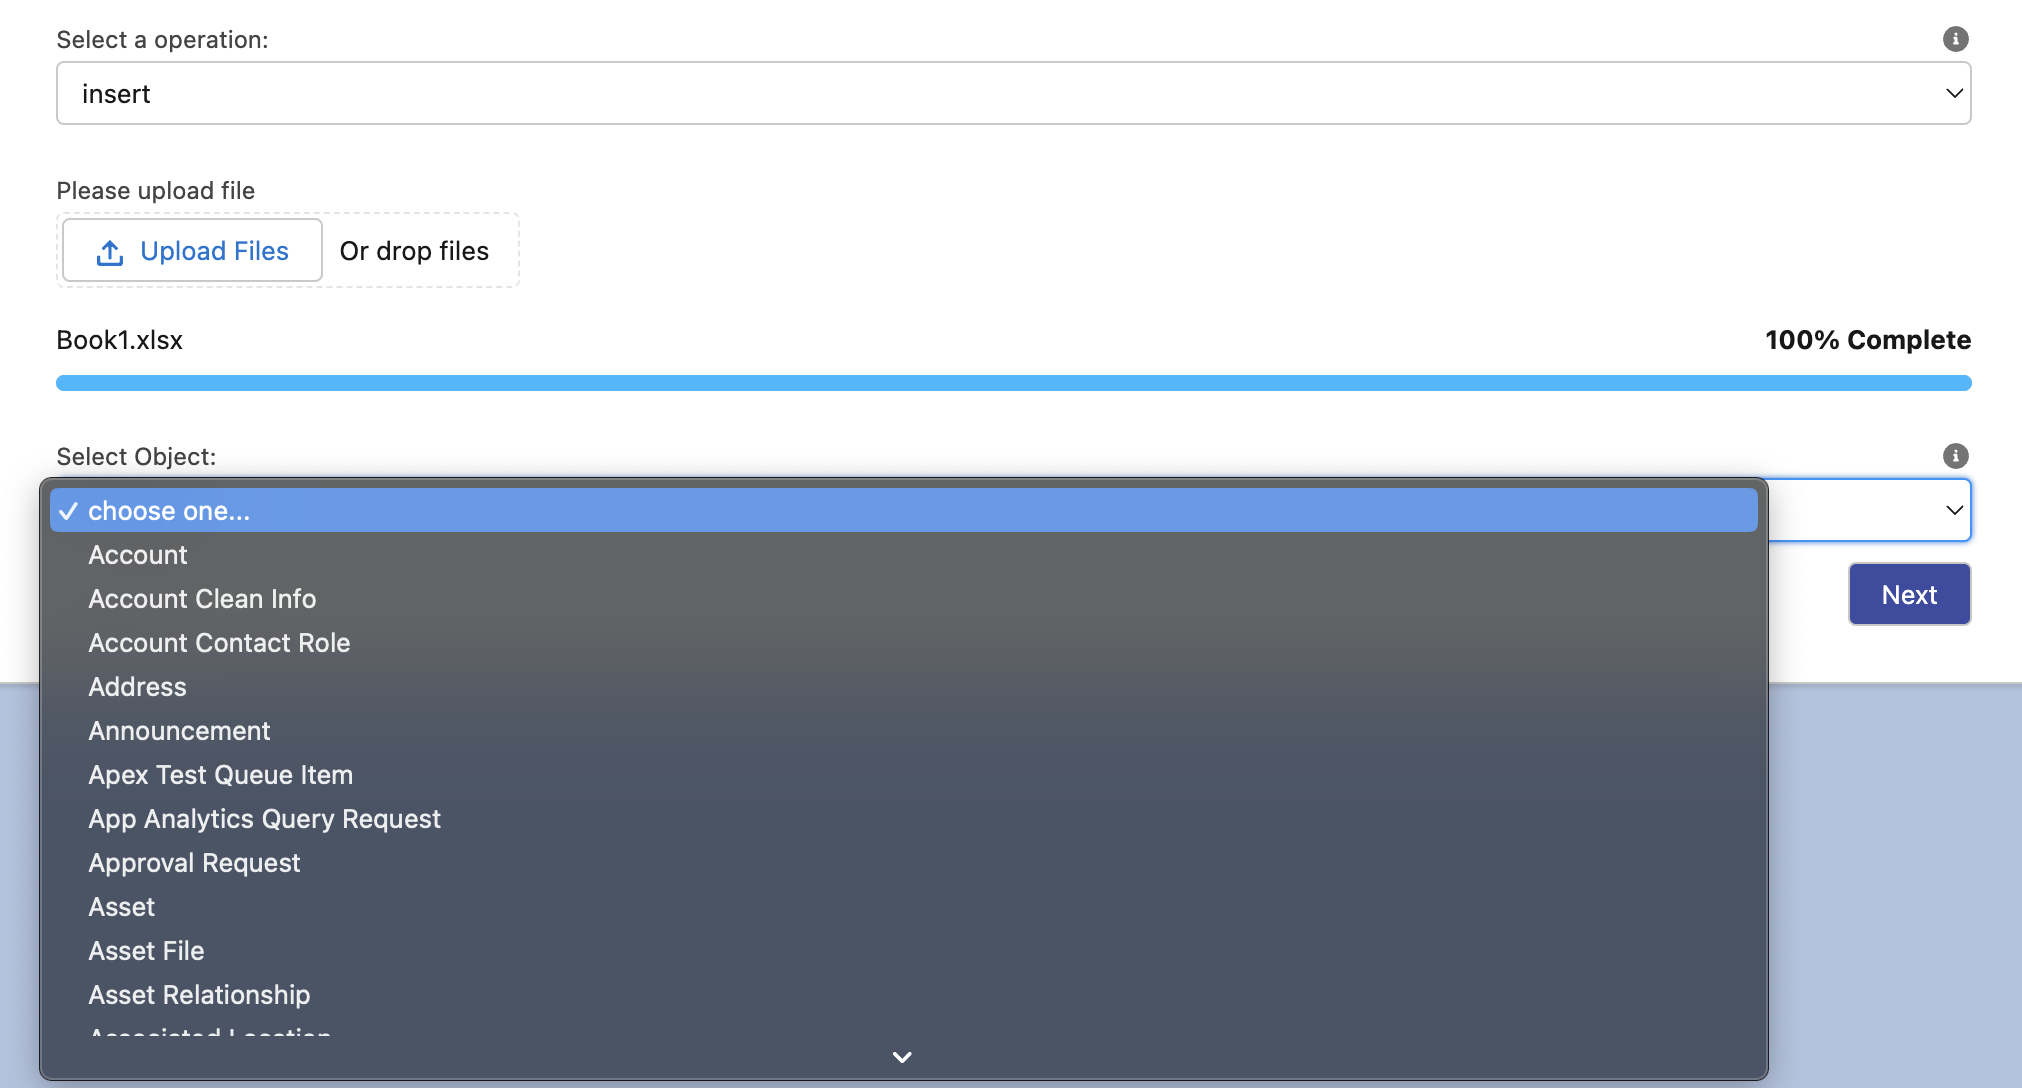 Select a operation:
insert
Please upload file
Upload Files Or drop files
Book1.xlsx 100% Complete
Select Object:
choose one...
Account
Account Clean Info
Account Contact Role
Next
Address
Announcement
Apex Test Queue Item
App Analytics Query Request
Approval Request
Asset
Asset File
Asset Relationship
Associated Location